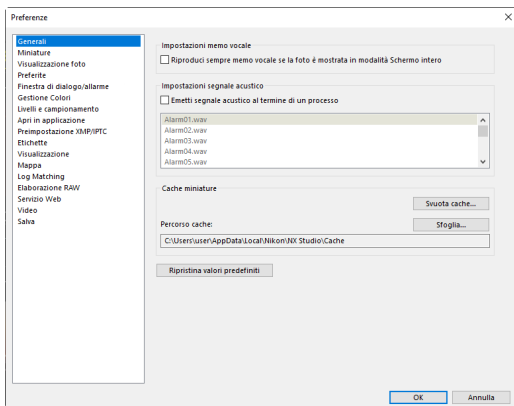 Preferenze
Generali
Miniature
Visualizzazione foto
Preferite
Finestra di dialogo/allarme
Gestione Colori
Livelli e campionamento
Apri in applicazione
Preimpostazione XMP/IPTC
Etichette
Visualizzazione
Mappa
Log Matching
Elaborazione RAW
Servizio Web
Video
Salva
Impostazioni memo vocale
Riproduci sempre memo vocale se la foto è mostrata in modalità Schermo intero
Impostazioni segnale acustico
Emetti segnale acustico al termine di un processo
Alarm01.wav
Alarm02.wav
Alarm03.wav
Alarm04.wav
Alarm05.wav
Cache miniature
Svuota cache...
Percorso cache:
Sfoglia...
C:\Users\user\AppData\Local\Nikon\NX Studio\Cache
Ripristina valori predefiniti
OK
Annulla